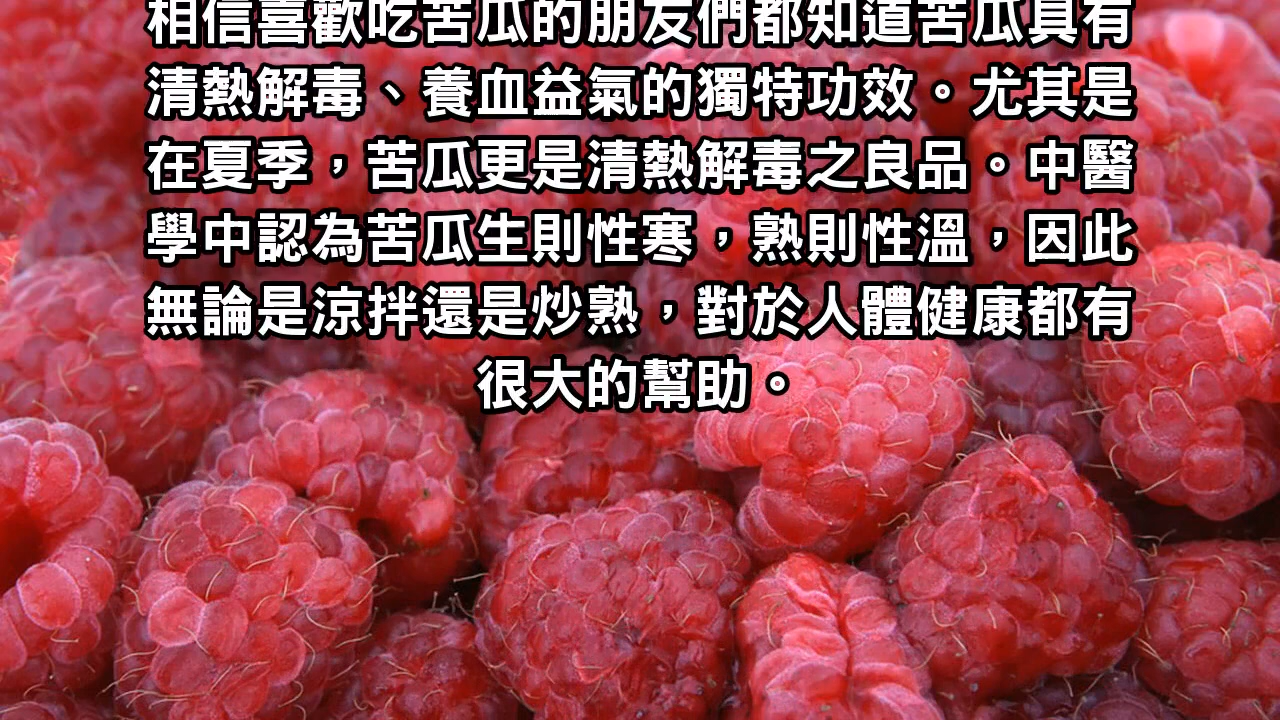 相信喜歡吃苦瓜的朋友們都知道苦瓜具有
清熱解毒、養血益氣的獨特功效。尤其是
在夏季，苦瓜更是清熱解毒之良品。中醫
學中認為苦瓜生則性寒，熟則性溫，因此
無論是涼拌還是炒熟，對於人體健康都有
很大的幫助。